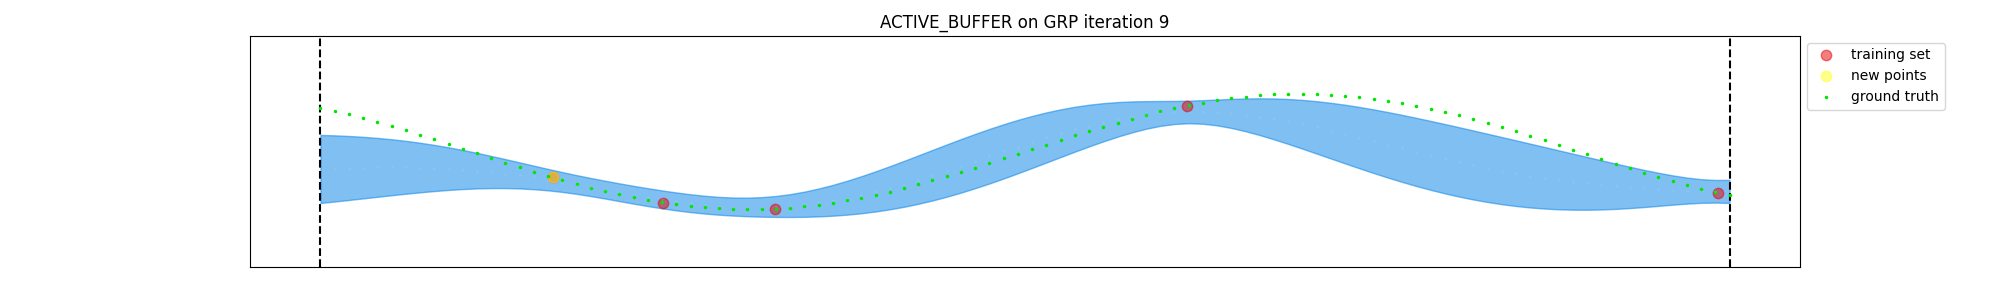 ACTIVE_BUFFER on GRP iteration 9
training set
new points
ground truth